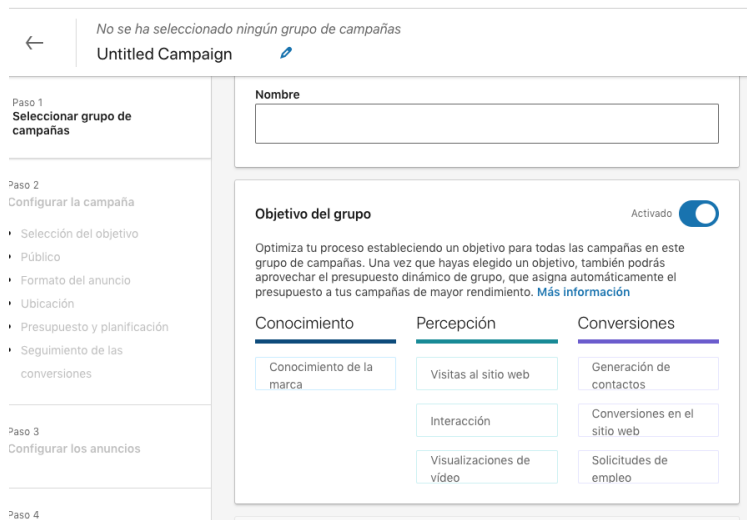 No se ha seleccionado ningún grupo de campañas
Untitled Campaign
Paso 1
Seleccionar grupo de
campañas
Paso 2
Configurar la campaña
Selección del objetivo
Público
Formato del anuncio
Ubicación
Presupuesto y planificación
Seguimiento de las
conversiones
Paso 3
Configurar los anuncios
Paso 4
Nombre
Objetivo del grupo
Activado
Optimiza tu proceso estableciendo un objetivo para todas las campañas en este
grupo de campañas. Una vez que hayas elegido un objetivo, también podrás
aprovechar el presupuesto dinámico de grupo, que asigna automáticamente el
presupuesto a tus campañas de mayor rendimiento. Más información
Conocimiento
Conocimiento de la
marca
Percepción
Visitas al sitio web
Interacción
Visualizaciones de
vídeo
Conversiones
Generación de
contactos
Conversiones en el
sitio web
Solicitudes de
empleo